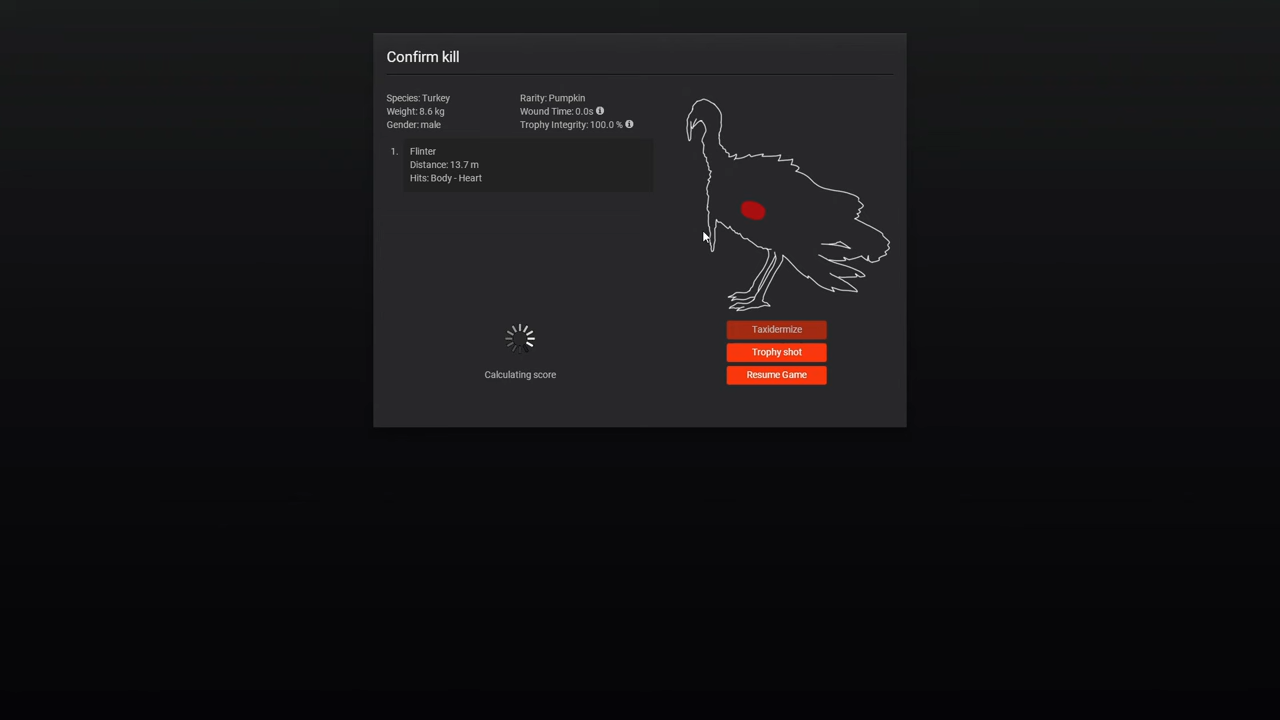 Confirm kill
Species: Turkey
Weight: 8.6 kg
Gender: male
Rarity: Pumpkin
Wound Time: 0.0s
Trophy Integrity: 100.0 %
1.
Flinter
Distance: 13.7 m
Hits: Body - Heart
Calculating score
Taxidermize
Trophy shot
Resume Game